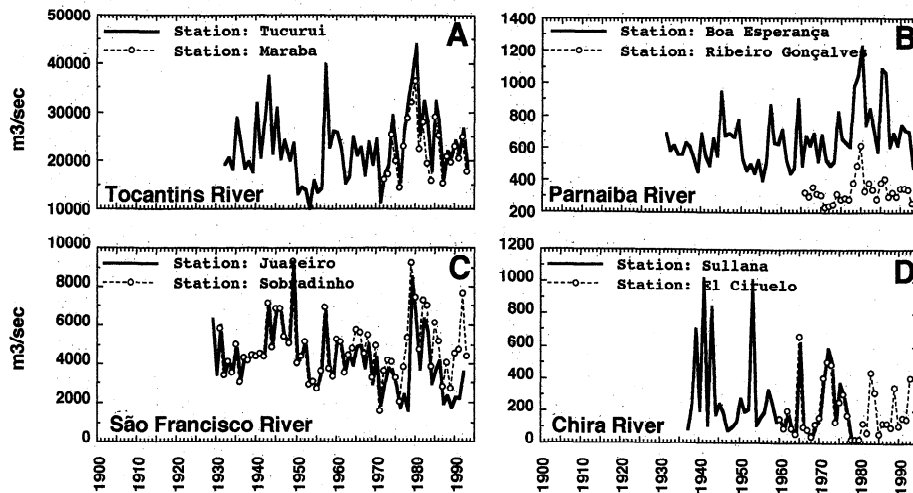 50000
40000
30000
20000
10000
m3/sec
Station: Tucurui
Station: Maraba
A
Tocantins River
1400
1200
1000
800
600
400
200
Station: Boa Esperança
Station: Ribeiro Gonçalves
B
Parnaiba River
10000
8000
6000
4000
2000
0
m3/sec
Station: Juazeiro
Station: Sobradinho
C
São Francisco River
1900
1910
1920
1930
1940
1950
1960
1970
1980
1990
1200
1000
800
600
400
200
0
Station: Sullana
Station: El Ciruelo
D
Chira River
1900
1910
1920
1930
1940
1950
1960
1970
1980
1990